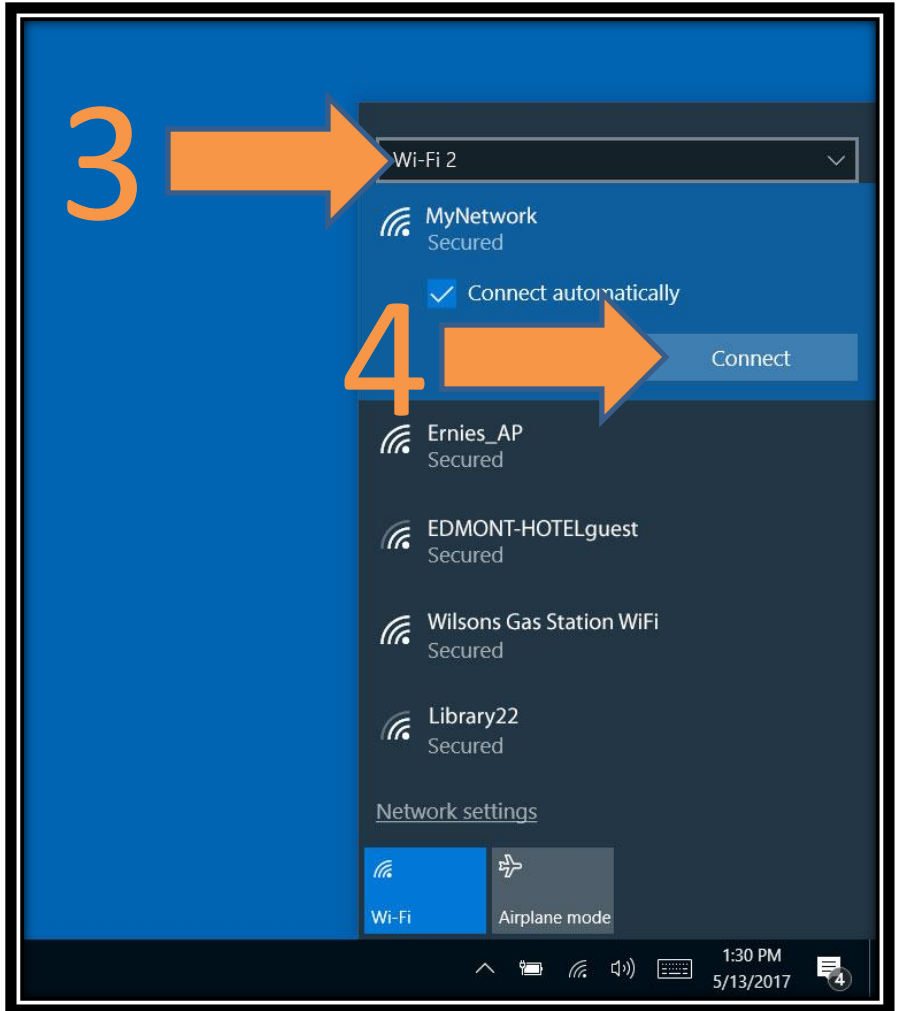 3
Wi-Fi 2
MyNetwork
Secured
Connect automatically
4
Connect
Ernies_AP
Secured
EDMONT-HOTELguest
Secured
Wilsons Gas Station WiFi
Secured
Library22
Secured
Network settings
Wi-Fi
Airplane mode
1:30 PM
5/13/2017
4